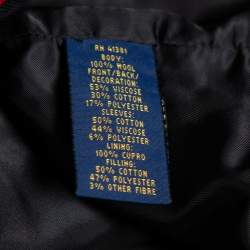 RN 41381
BODY:
100% WOOL
FRONT/BACK/
DECORATION:
53% VISCOSE
30% COTTON
17% POLYESTER
SLEEVES:
50% COTTON
44% VISCOSE
6% POLYESTER
LINING:
100% CUPRO
FILLING:
50% COTTON
47% POLYESTER
3% OTHER FIBRE